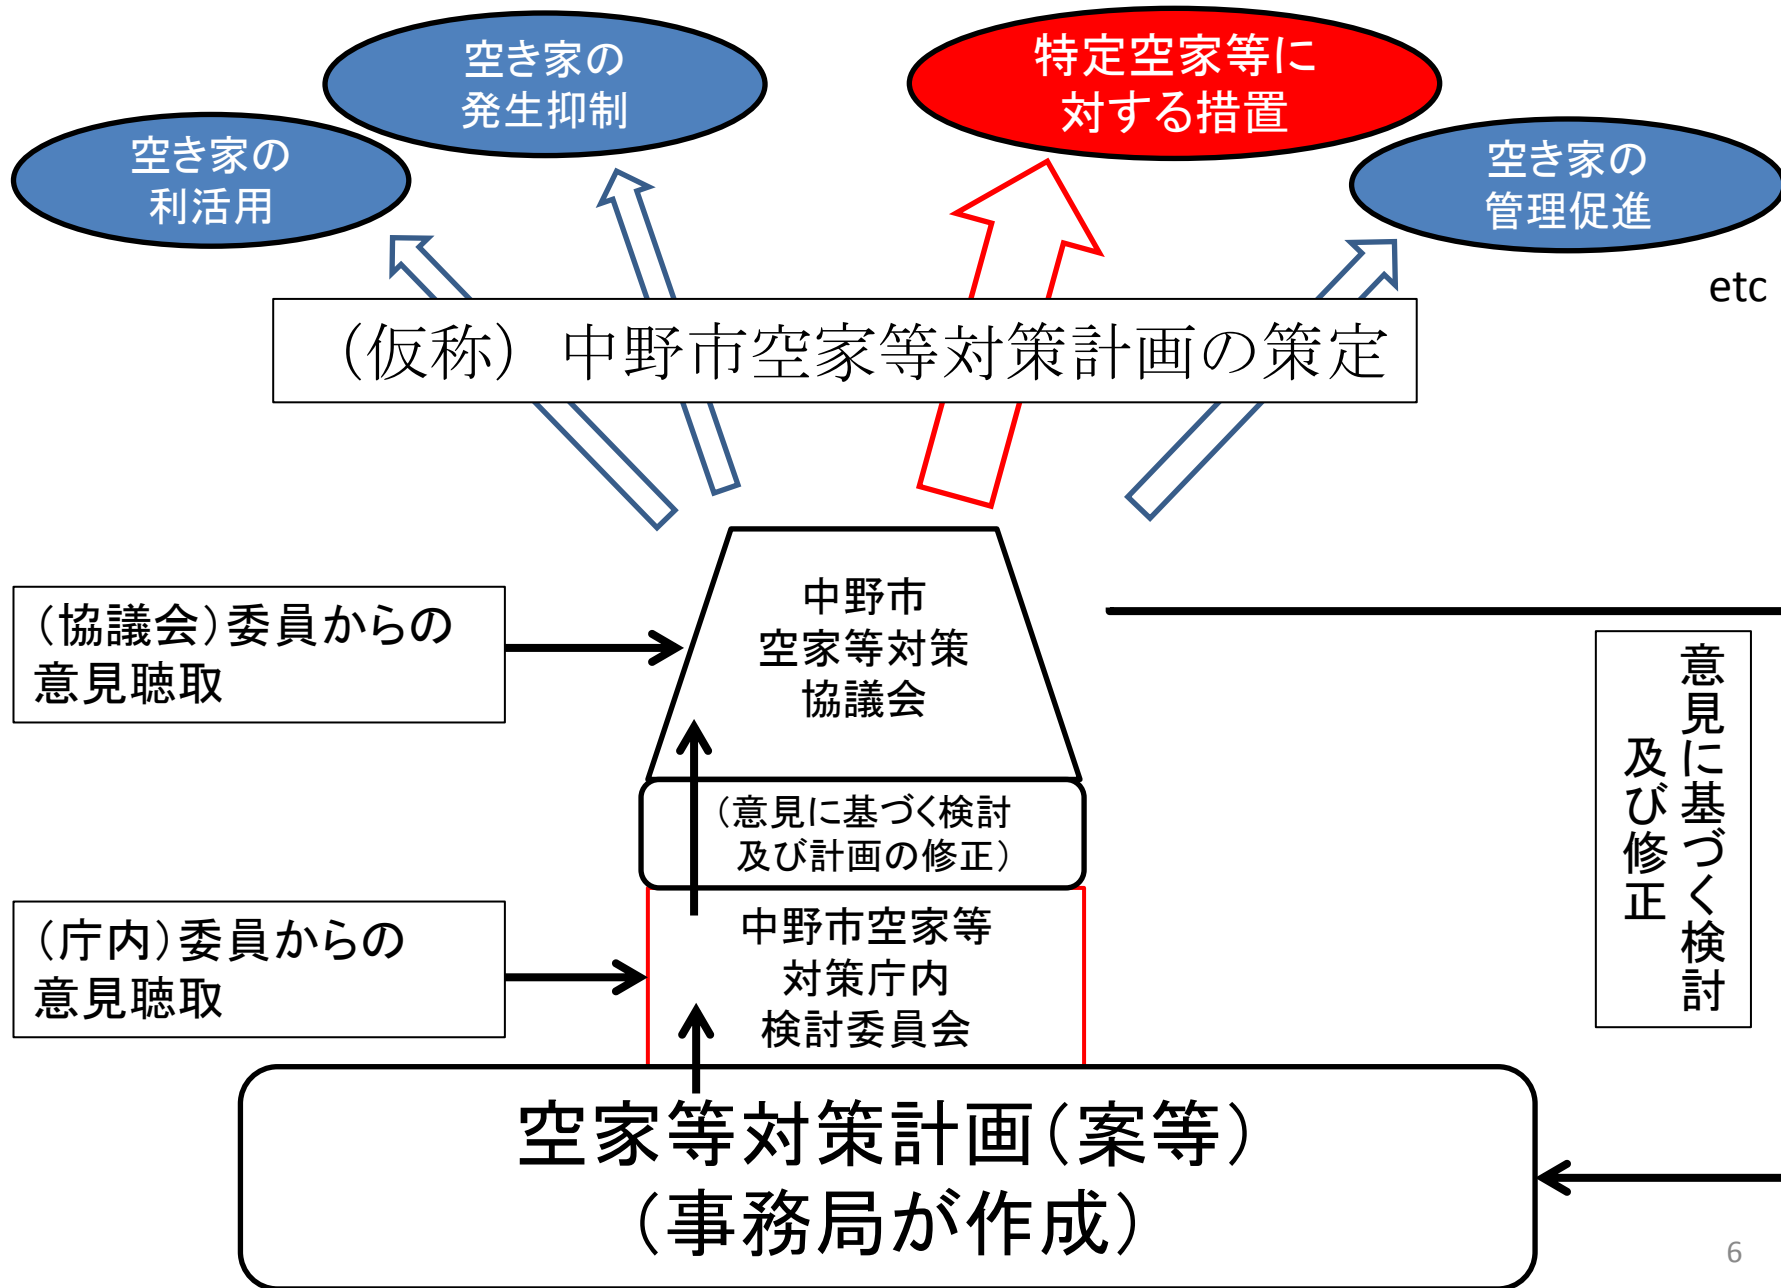 空き家の
発生抑制
特定空家等に
対する措置
空き家の
利活用
空き家の
管理促進
etc
（仮称）中野市空家等対策計画の策定
中野市
空家等対策
協議会
（協議会）委員からの
意見聴取
意見に基づく検討
及び修正
（意見に基づく検討
及び計画の修正）
（庁内）委員からの
意見聴取
中野市空家等
対策庁内
検討委員会
空家等対策計画（案等）
（事務局が作成）
6